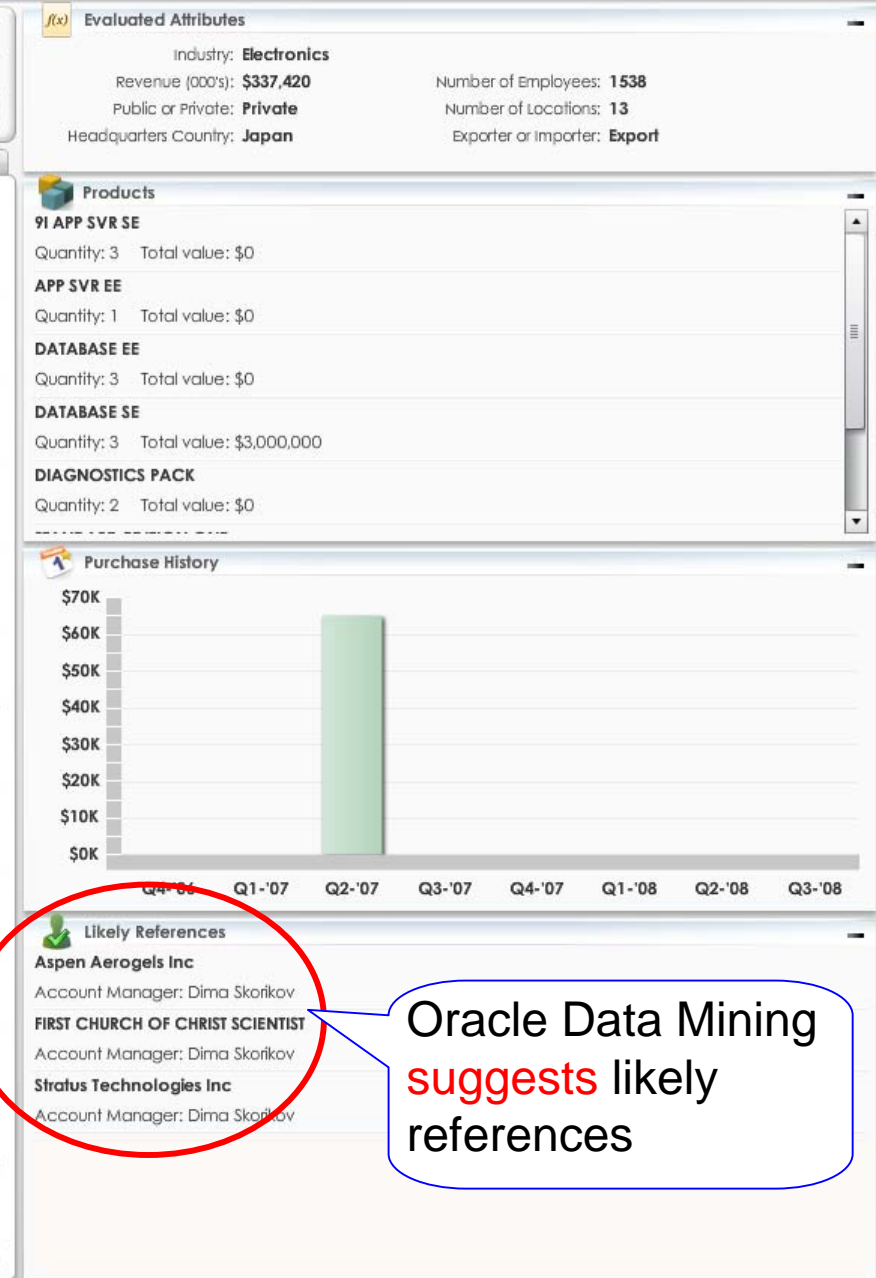 f(x) Evaluated Attributes
Industry: Electronics
Revenue (000's): $337,420 Number of Employees: 1538
Public or Private: Private Number of Locations: 13
Headquarters Country: Japan Exporter or Importer: Export
Products
9I APP SVR SE
Quantity: 3 Total value: $0
APP SVR EE
Quantity: 1 Total value: $0
DATABASE EE
Quantity: 3 Total value: $0
DATABASE SE
Quantity: 3 Total value: $3,000,000
DIAGNOSTICS PACK
Quantity: 2 Total value: $0
Purchase History
$70K
$60K
$50K
$40K
$30K
$20K
$10K
$0K
Q4-'06 Q1-'07 Q2-'07 Q3-'07 Q4-'07 Q1-'08 Q2-'08 Q3-'08
Likely References
Aspen Aerogels Inc
Account Manager: Dima Skorikov
FIRST CHURCH OF CHRIST SCIENTIST
Account Manager: Dima Skorikov
Stratus Technologies Inc
Account Manager: Dima Skorikov
Oracle Data Mining
suggests likely
references